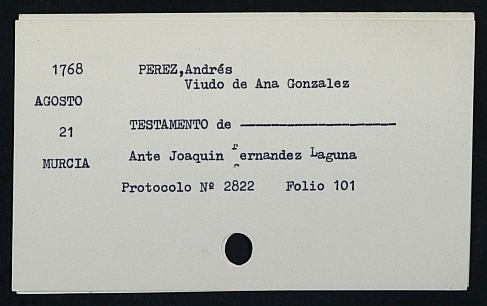 1768 PEREZ,Andrés
Viudo de Ana Gonzalez
AGOSTO
21 TESTAMENTO de --------------------
MURCIA Ante Joaquin fernandez Laguna
Protocolo Nº 2822 Folio 101